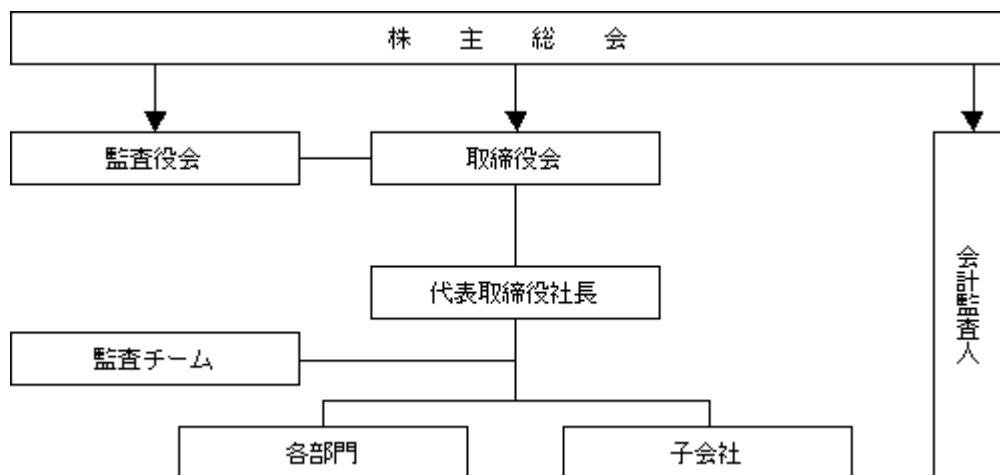 株主総会
監査役会
取締役会
代表取締役社長
会計監査人
監査チーム
各部門
子会社